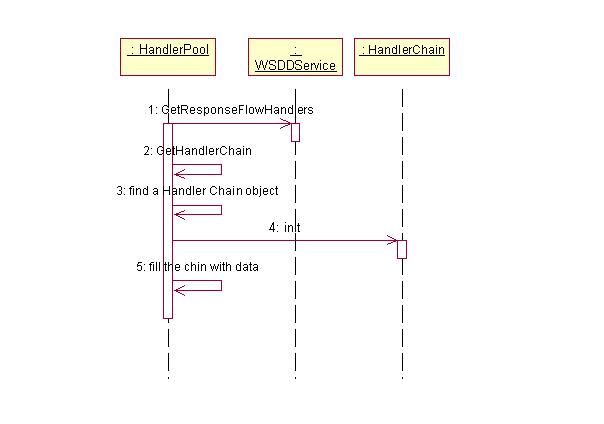 : HandlerPool
:
WSDDService
: HandlerChain
1: GetResponseFlowHandlers
2: GetHandlerChain
3: find a Handler Chain object
4: init
5: fill the chin with data